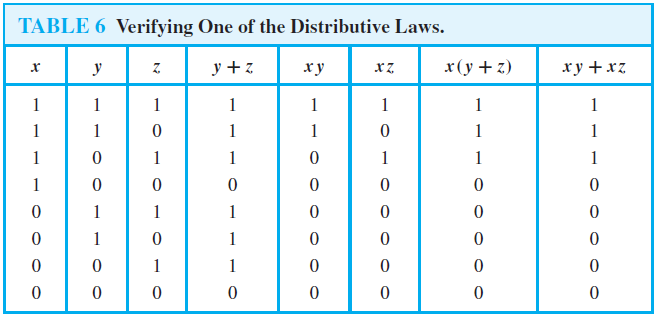 TABLE 6 Verifying One of the Distributive Laws.
x y z y + z xy xz x(y + z) xy + xz
1 1 1 1 1 1 1 1
1 1 0 1 1 0 1 1
1 0 1 1 0 1 1 1
1 0 0 0 0 0 0 0
0 1 1 1 0 0 0 0
0 1 0 1 0 0 0 0
0 0 1 1 0 0 0 0
0 0 0 0 0 0 0 0